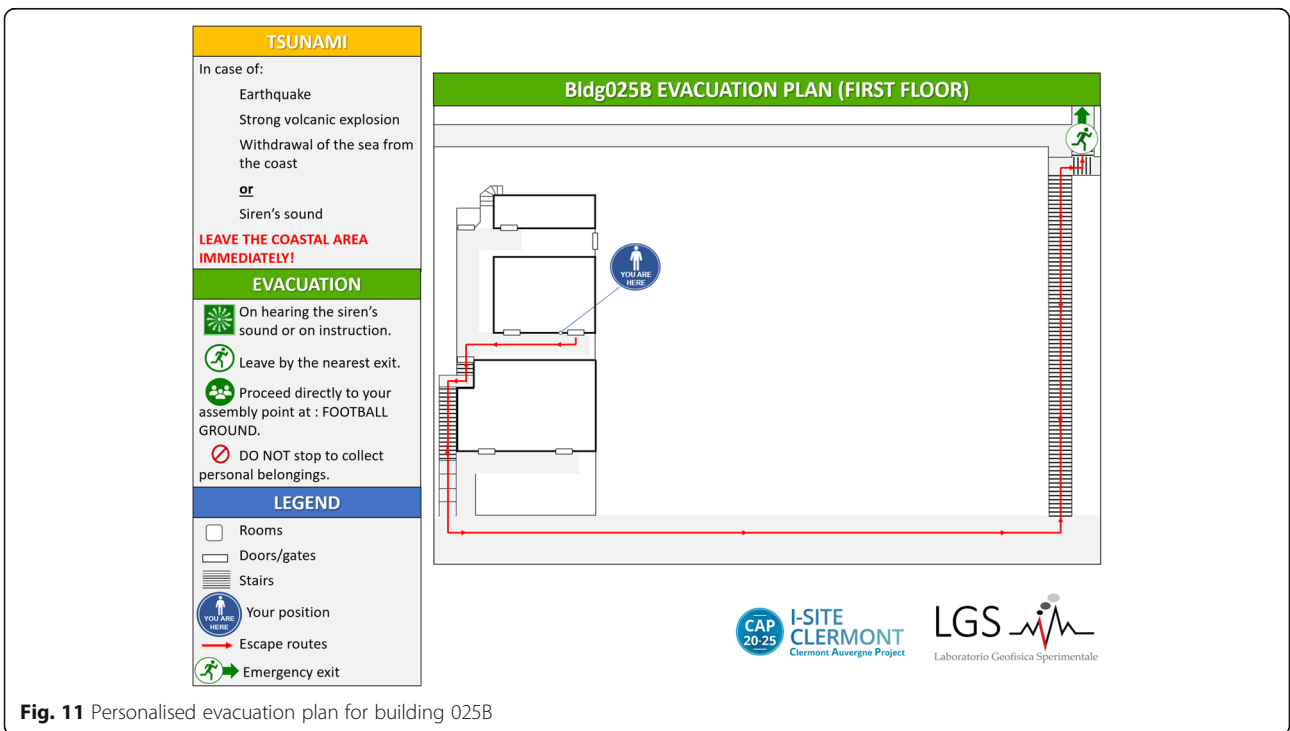 TSUNAMI
In case of:
Earthquake
Strong volcanic explosion
Withdrawal of the sea from
the coast
or
Siren's sound
LEAVE THE COASTAL AREA
IMMEDIATELY!
EVACUATION
On hearing the siren's
sound or on instruction.
Leave by the nearest exit.
Proceed directly to your
assembly point at : FOOTBALL
GROUND.
DO NOT stop to collect
personal belongings.
LEGEND
Rooms
Doors/gates
Stairs
YOU ARE
HERE
Your position
Escape routes
Emergency exit
Bldg025B EVACUATION PLAN (FIRST FLOOR)
YOU ARE
HERE
CAP
20-25
I-SITE
CLERMONT
Clermont Auvergne Project
LGS
Laboratorio Geofisica Sperimentale
Fig. 11 Personalised evacuation plan for building 025B